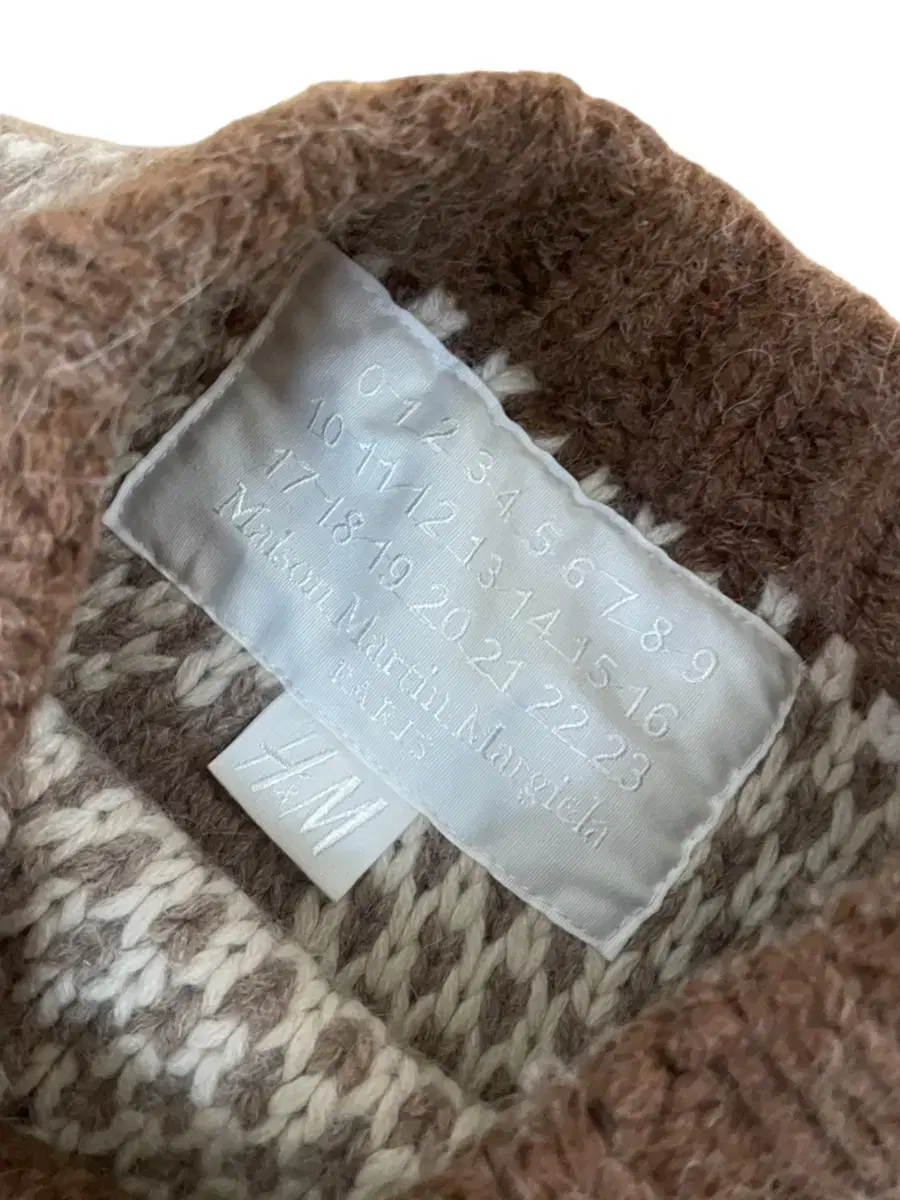 0 1 2 3 4 5 6 7 8 9
10 11 12 13 14 15 16
17 18 19 20 21 22 23
Maison Martin Margiela
PARIS
H&M